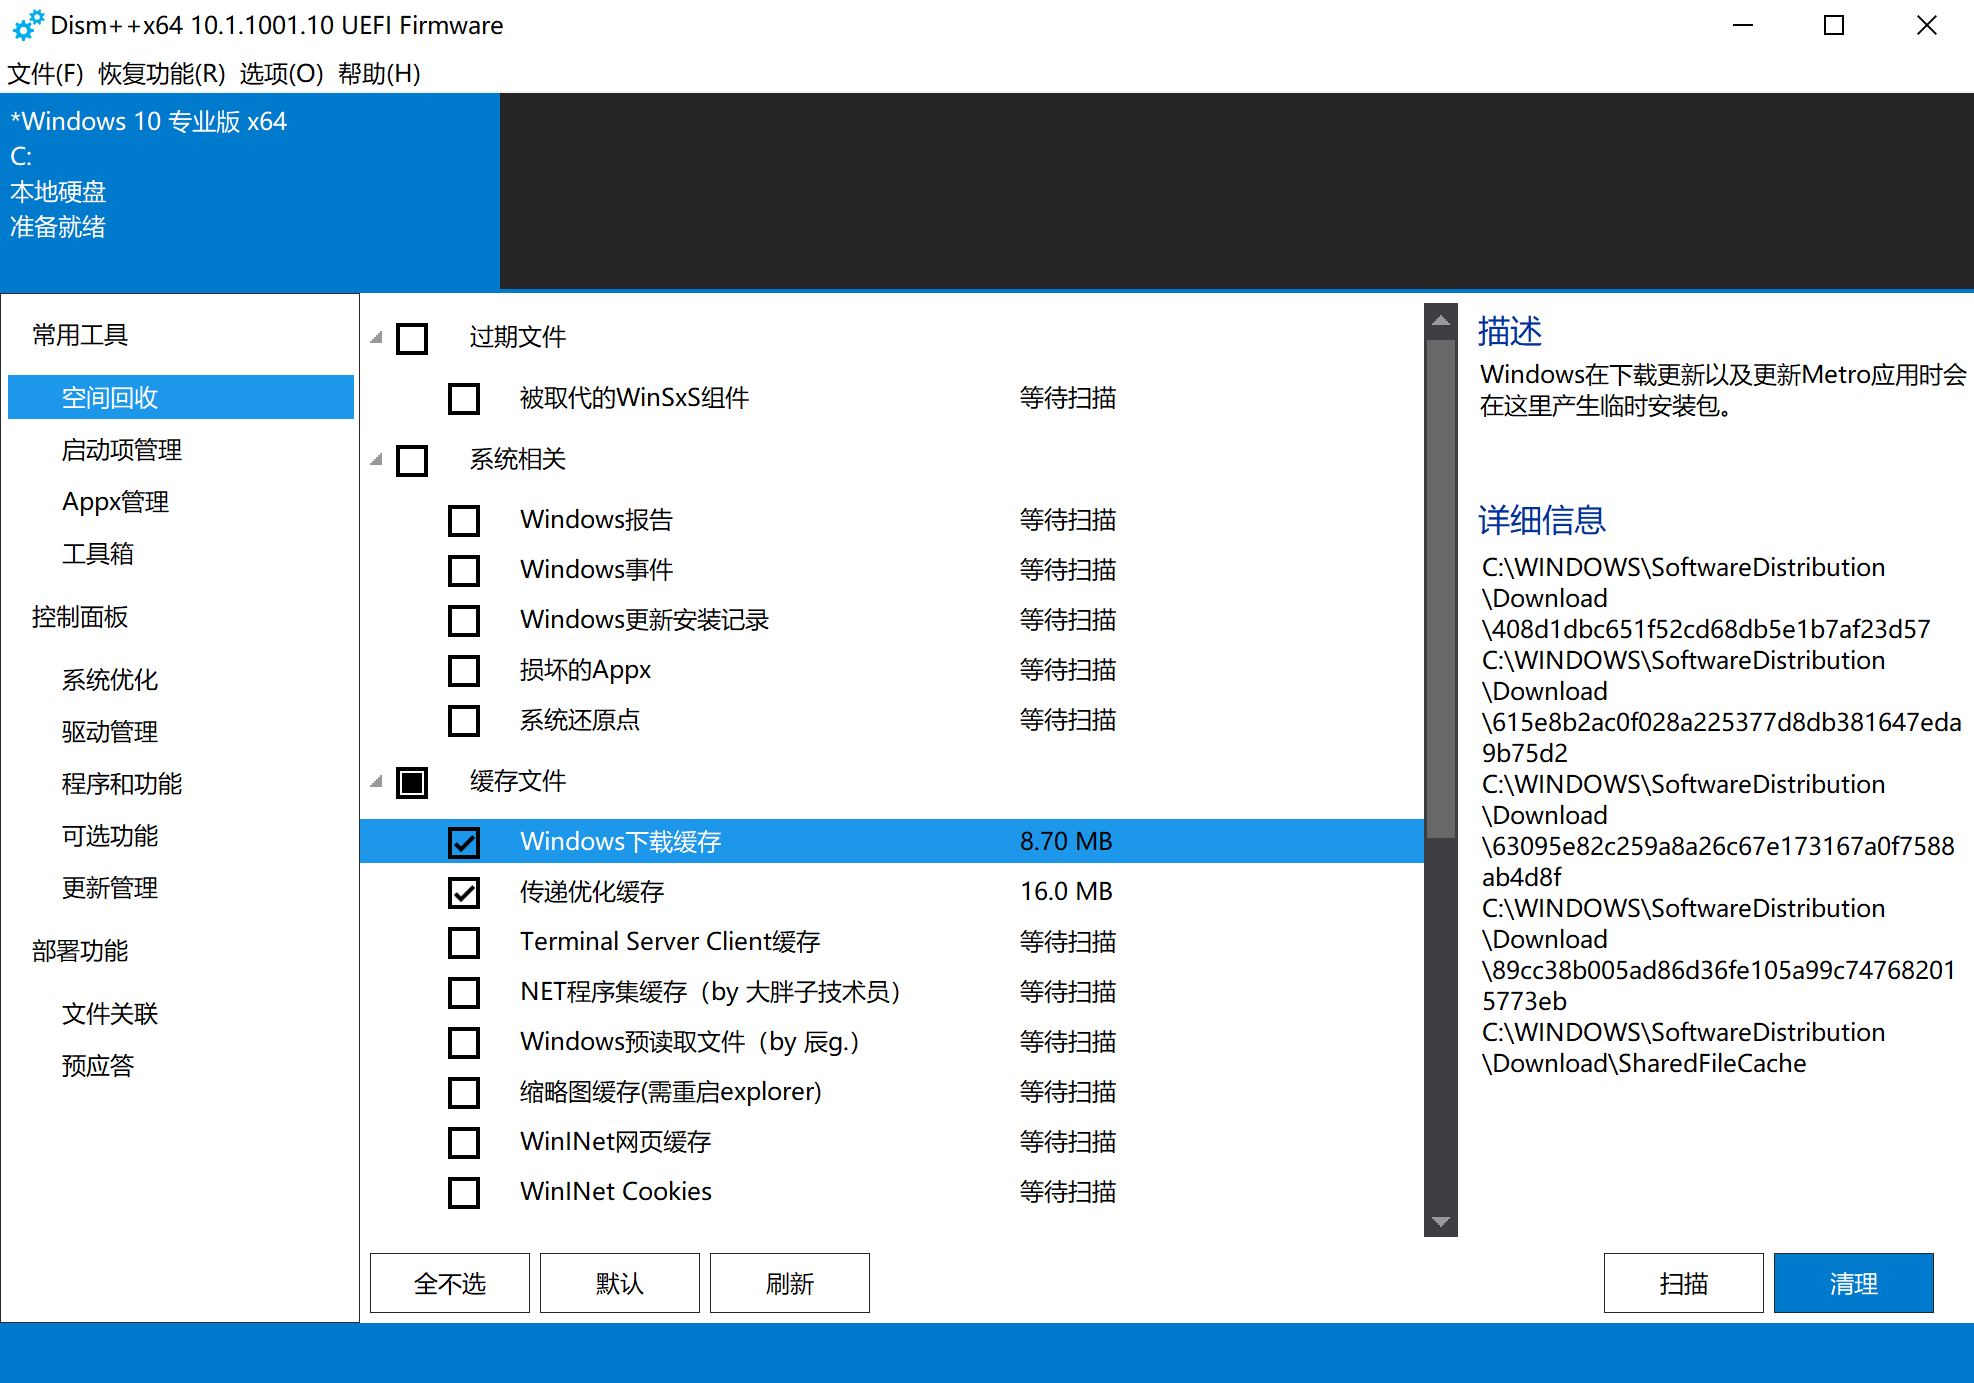 Dism++x64 10.1.1001.10 UEFI Firmware
文件(F) 恢复功能(R) 选项(O) 帮助(H)
*Windows 10 专业版 x64
C:
本地硬盘
准备就绪
常用工具
空间回收
启动项管理
Appx管理
工具箱
控制面板
系统优化
驱动管理
程序和功能
可选功能
更新管理
部署功能
文件关联
预应答
过期文件
被取代的WinSxS组件 等待扫描
系统相关
Windows报告 等待扫描
Windows事件 等待扫描
Windows更新安装记录 等待扫描
损坏的Appx 等待扫描
系统还原点 等待扫描
缓存文件
Windows下载缓存 8.70 MB
传递优化缓存 16.0 MB
Terminal Server Client缓存 等待扫描
NET程序集缓存（by 大胖子技术员） 等待扫描
Windows预读取文件（by 辰g.） 等待扫描
缩略图缓存(需重启explorer) 等待扫描
WinINet网页缓存 等待扫描
WinINet Cookies 等待扫描
全不选 默认 刷新
描述
Windows在下载更新以及更新Metro应用时会
在这里产生临时安装包。
详细信息
C:\WINDOWS\SoftwareDistribution
\Download
\408d1dbc651f52cd68db5e1b7af23d57
C:\WINDOWS\SoftwareDistribution
\Download
\615e8b2ac0f028a225377d8db381647eda
9b75d2
C:\WINDOWS\SoftwareDistribution
\Download
\63095e82c259a8a26c67e173167a0f7588
ab4d8f
C:\WINDOWS\SoftwareDistribution
\Download
\89cc38b005ad86d36fe105a99c74768201
5773eb
C:\WINDOWS\SoftwareDistribution
\Download\SharedFileCache
扫描 清理